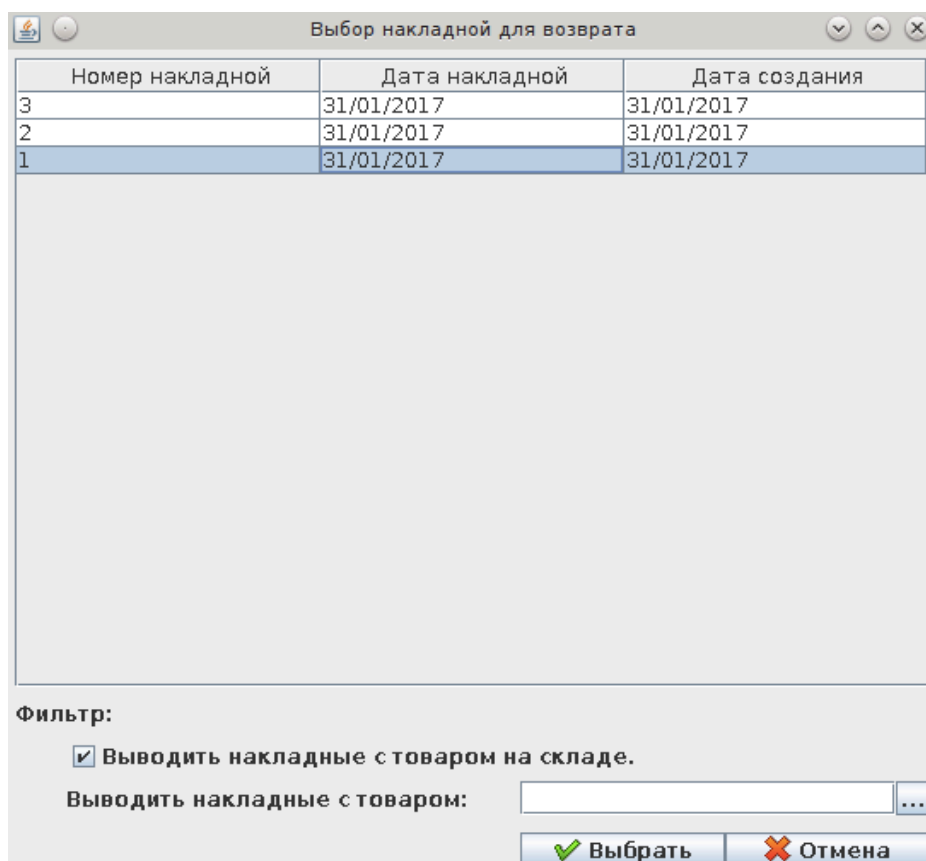 Выбор накладной для возврата
Номер накладной Дата накладной Дата создания
3 31/01/2017 31/01/2017
2 31/01/2017 31/01/2017
1 31/01/2017 31/01/2017
Фильтр:
Выводить накладные с товаром на складе.
Выводить накладные с товаром: ...
Выбрать Отмена